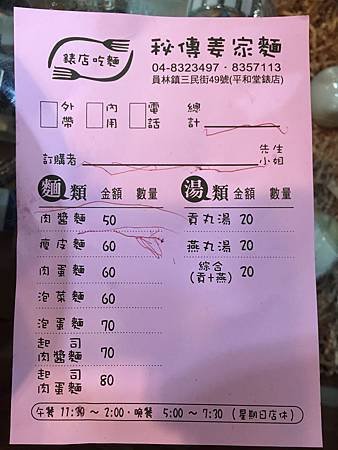 錶店吃麵
秘傳姜家麵
04-8323497·8357113
員林鎮三民街49號(平和堂錶店)
外帶 內用 電話 總計
訂購者 先生 小姐
麵類 金額 數量
肉醬麵 50
瘦皮麵 60
肉蛋麵 60
泡菜麵 60
泡蛋麵 70
起司肉醬麵 70
起司肉蛋麵 80
湯類 金額 數量
貢丸湯 20
燕丸湯 20
綜合(貢+燕) 20
午餐 11:30～2:00·晚餐 5:00～7:30（星期日店休）